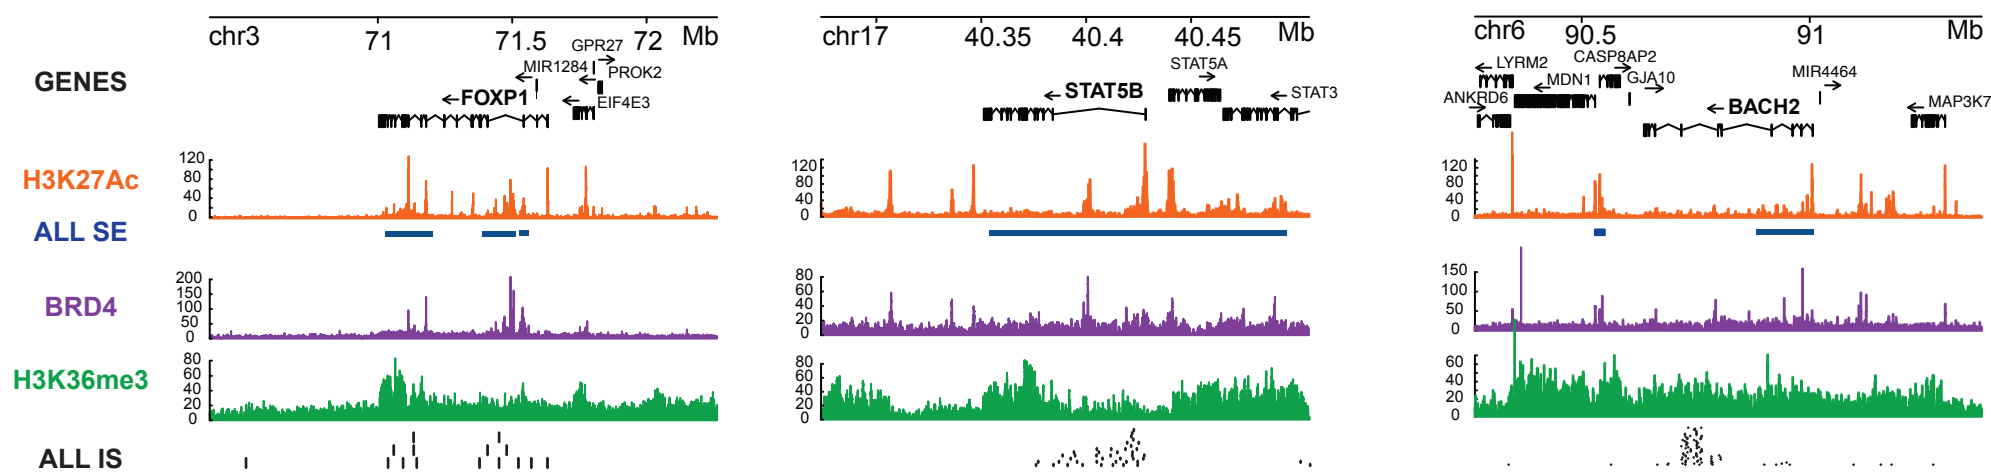 chr3 71 71.5 72 Mb
GPR27
MIR1284
PROK2
FOXP1
EIF4E3
chr17 40.35 40.4 40.45 Mb
STAT5A
STAT5B
STAT3
chr6 90.5 91 Mb
CASP8AP2
LYRM2
MDN1
GJA10
MIR4464
ANKRD6
BACH2
MAP3K7
GENES
H3K27Ac
120
80
40
0
120
80
40
0
120
80
40
0
ALL SE
BRD4
200
150
100
50
0
80
60
40
20
0
150
100
50
0
H3K36me3
80
60
40
20
0
80
60
40
20
0
60
40
20
0
ALL IS